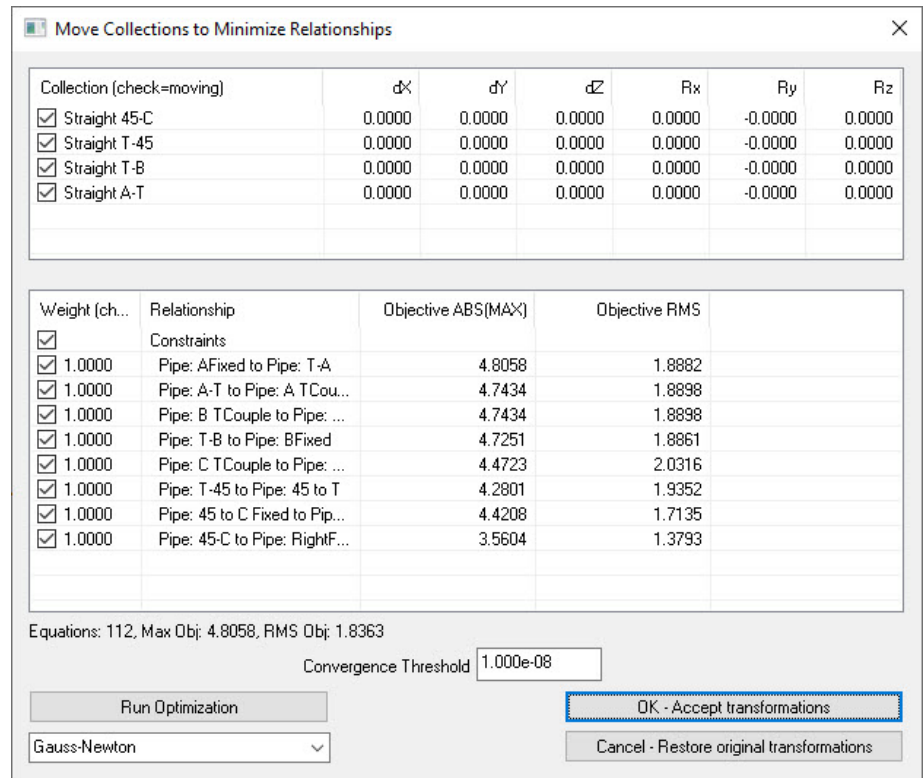 Move Collections to Minimize Relationships
Collection (check=moving) dX dY dZ Rx Ry Rz
Straight 45-C 0.0000 0.0000 0.0000 0.0000 -0.0000 0.0000
Straight T-45 0.0000 0.0000 0.0000 0.0000 -0.0000 0.0000
Straight T-B 0.0000 0.0000 0.0000 0.0000 -0.0000 0.0000
Straight A-T 0.0000 0.0000 0.0000 0.0000 -0.0000 0.0000
Weight (ch... Relationship Objective ABS(MAX) Objective RMS
Constraints
1.0000 Pipe: AFixed to Pipe: T-A 4.8058 1.8882
1.0000 Pipe: A-T to Pipe: A TCou... 4.7434 1.8898
1.0000 Pipe: B TCouple to Pipe: ... 4.7434 1.8898
1.0000 Pipe: T-B to Pipe: BFixed 4.7251 1.8861
1.0000 Pipe: C TCouple to Pipe: ... 4.4723 2.0316
1.0000 Pipe: T-45 to Pipe: 45 to T 4.2801 1.9352
1.0000 Pipe: 45 to C Fixed to Pip... 4.4208 1.7135
1.0000 Pipe: 45-C to Pipe: RightF... 3.5604 1.3793
Equations: 112, Max Obj: 4.8058, RMS Obj: 1.8363
Convergence Threshold 1.000e-08
Run Optimization OK - Accept transformations
Gauss-Newton Cancel - Restore original transformations